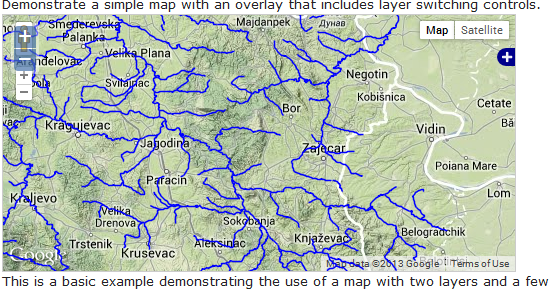 Demonstrate a simple map with an overlay that includes layer switching controls.
Smederevska
Palanka
Majdanpek
Дунав
Map
Satellite
Velika Plana
Aranđelovac
Svilajnac
Negotin
Kobišnica
Bor
Cetate
Kragujevac
Vidin
Jagodina
Zaječar
Poiana Mare
Paraćin
Lom
Kraljevo
Velika
Drenova
Sokobanja
Belogradchik
Trstenik
Aleksinac
Knjaževac
Krusevac
Google
Map data ©2013 Google
Terms of Use
This is a basic example demonstrating the use of a map with two layers and a few